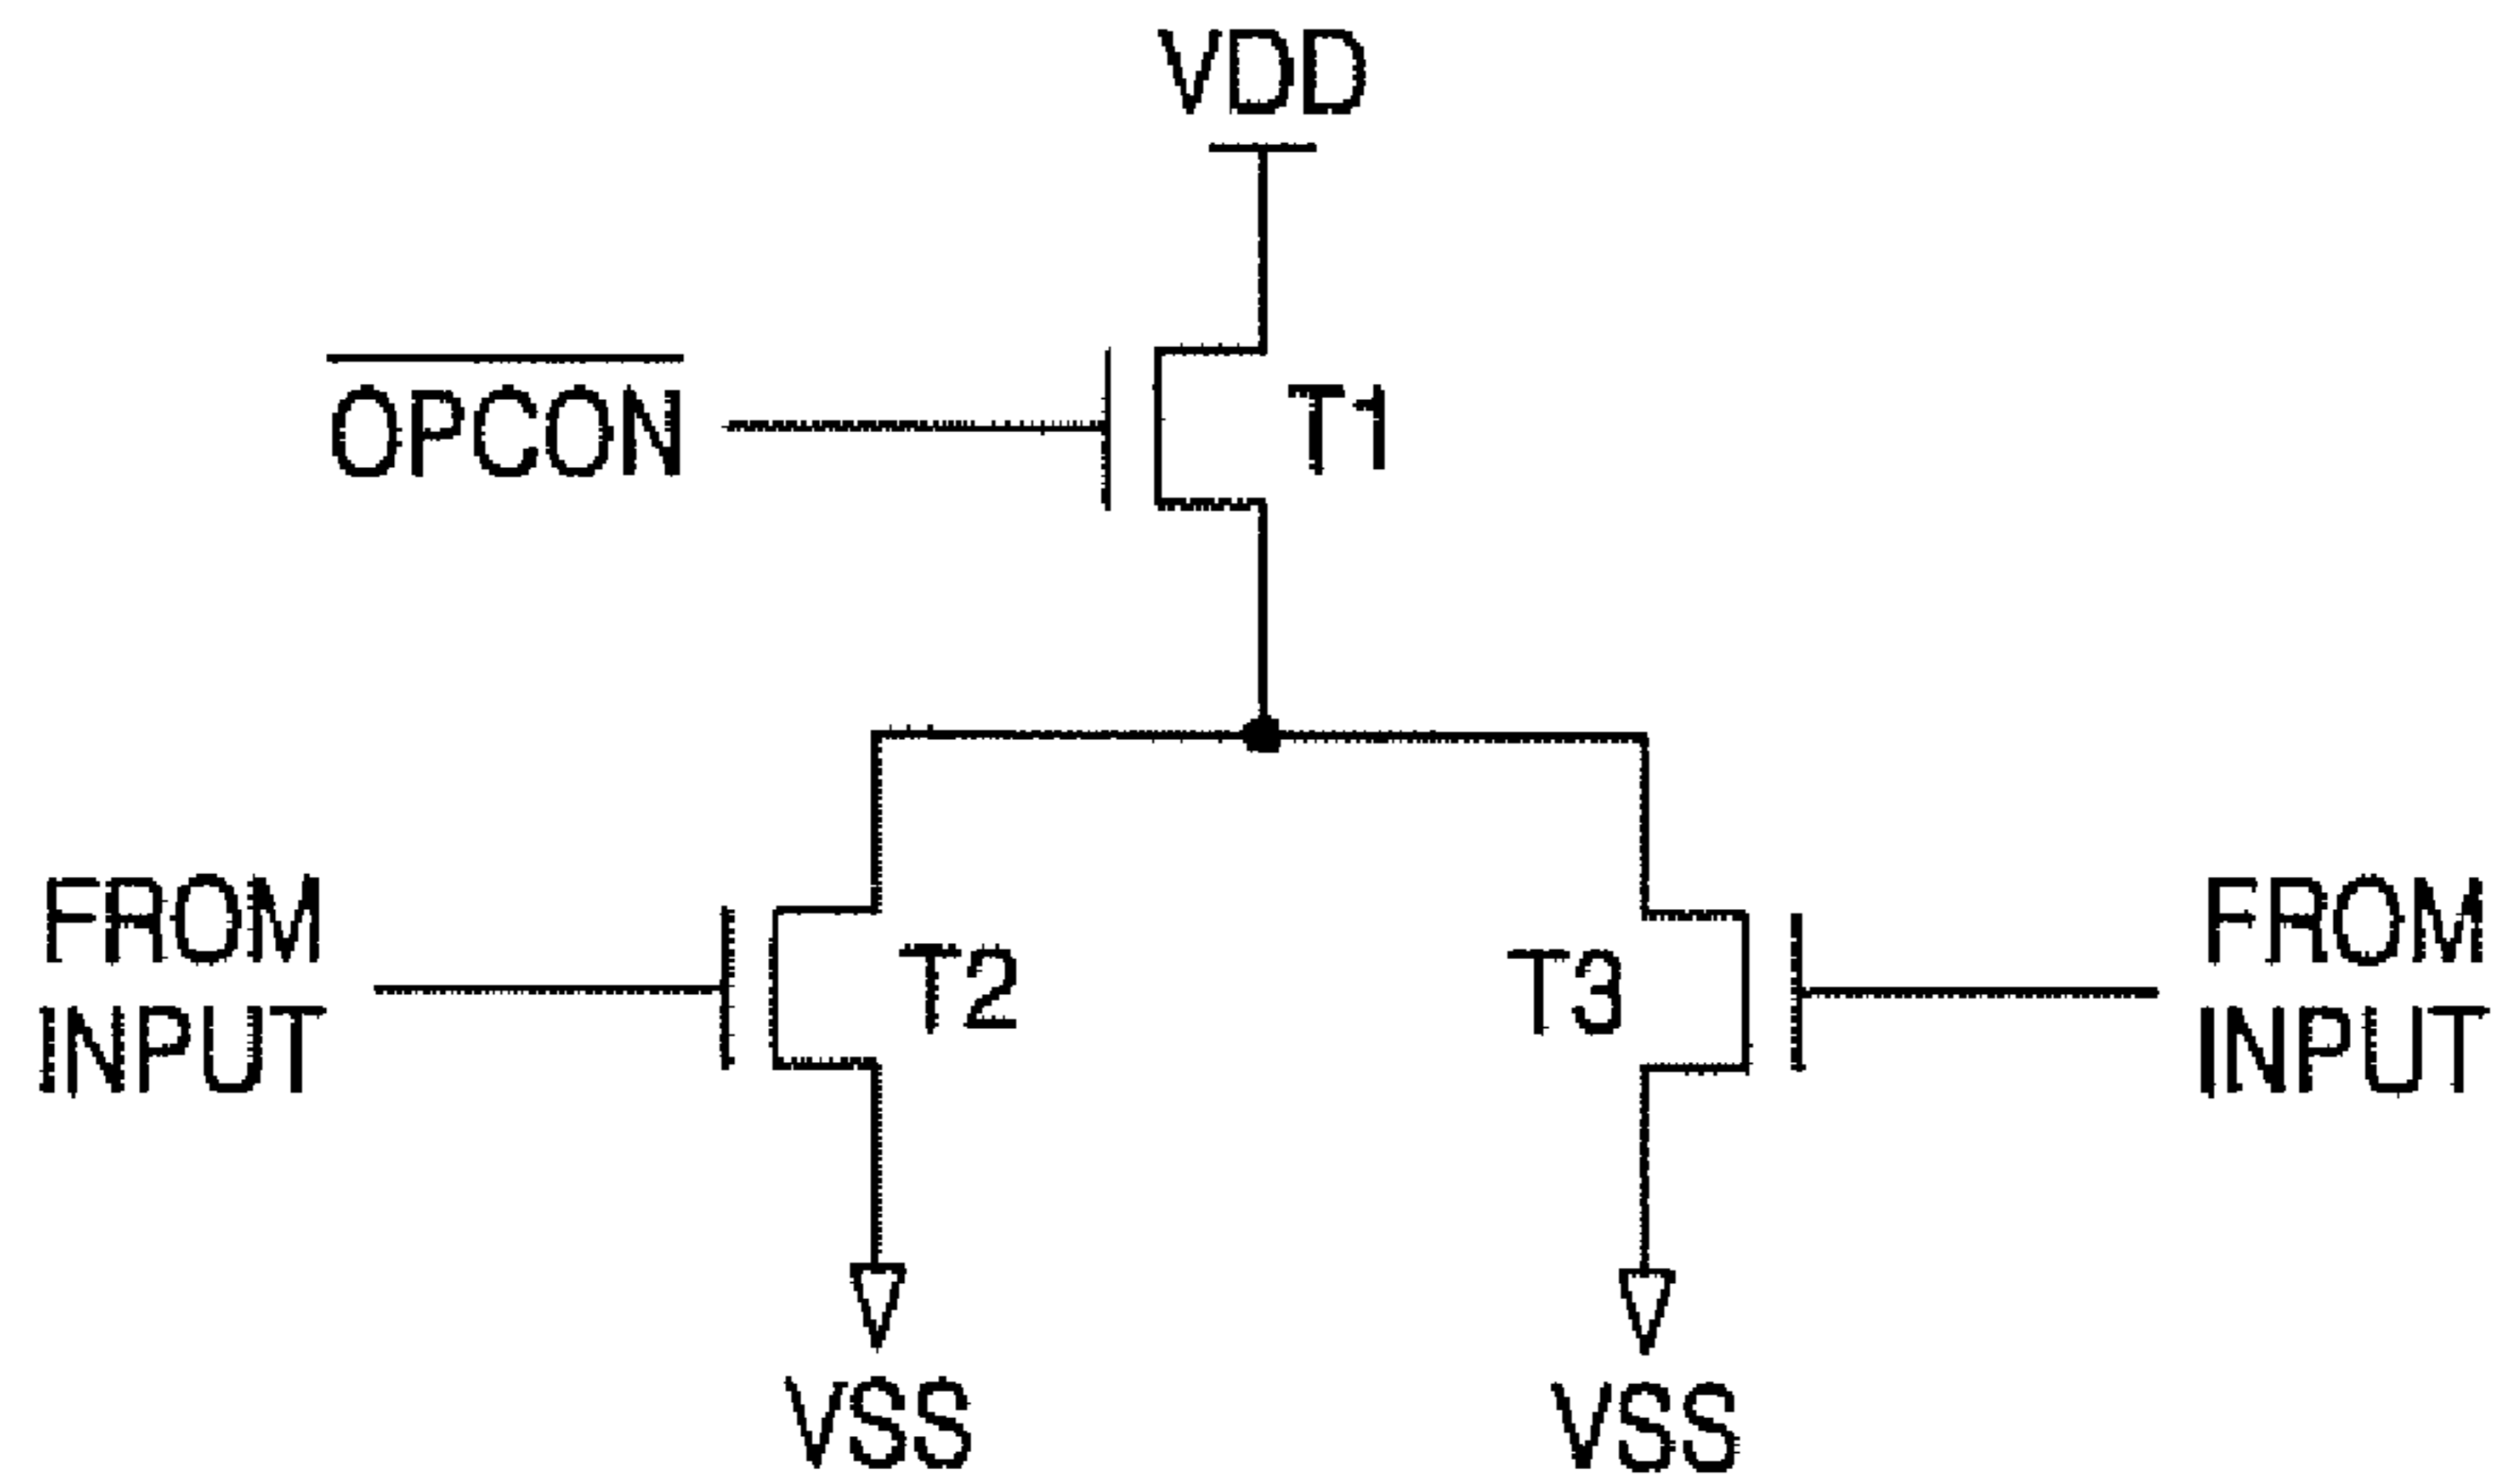 VDD
OPCON
T1
FROM
INPUT
T2
T3
FROM
INPUT
VSS
VSS